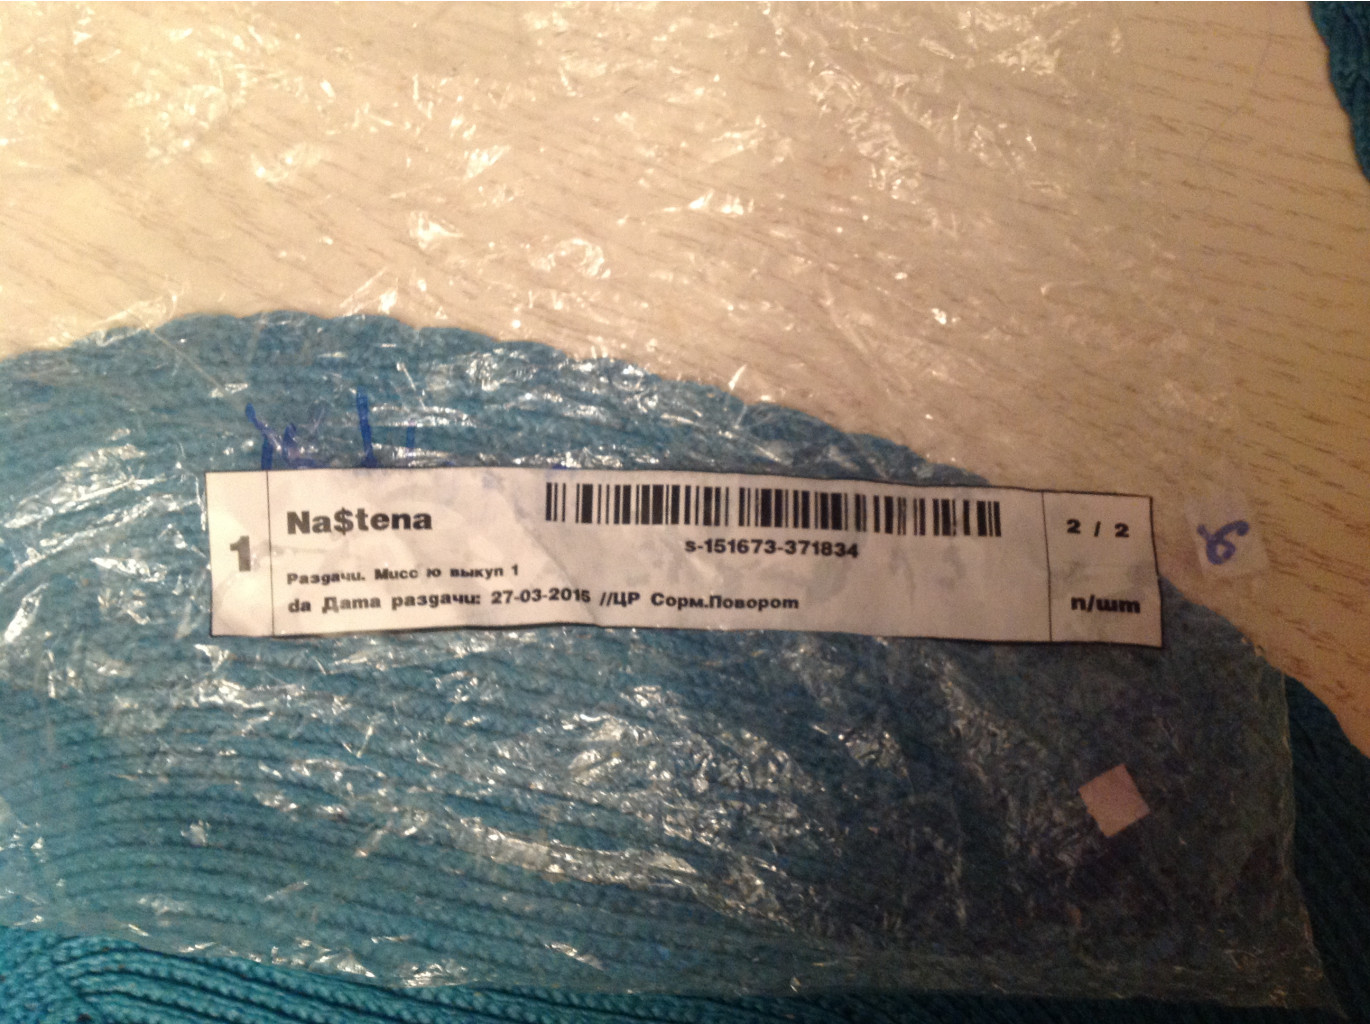 1
Na$tena
s-151673-371834
Раздачи. Мисс ю выкуп 1
da Дата раздачи: 27-03-2015 //ЦР Сорм.Поворот
2 / 2
п/шт